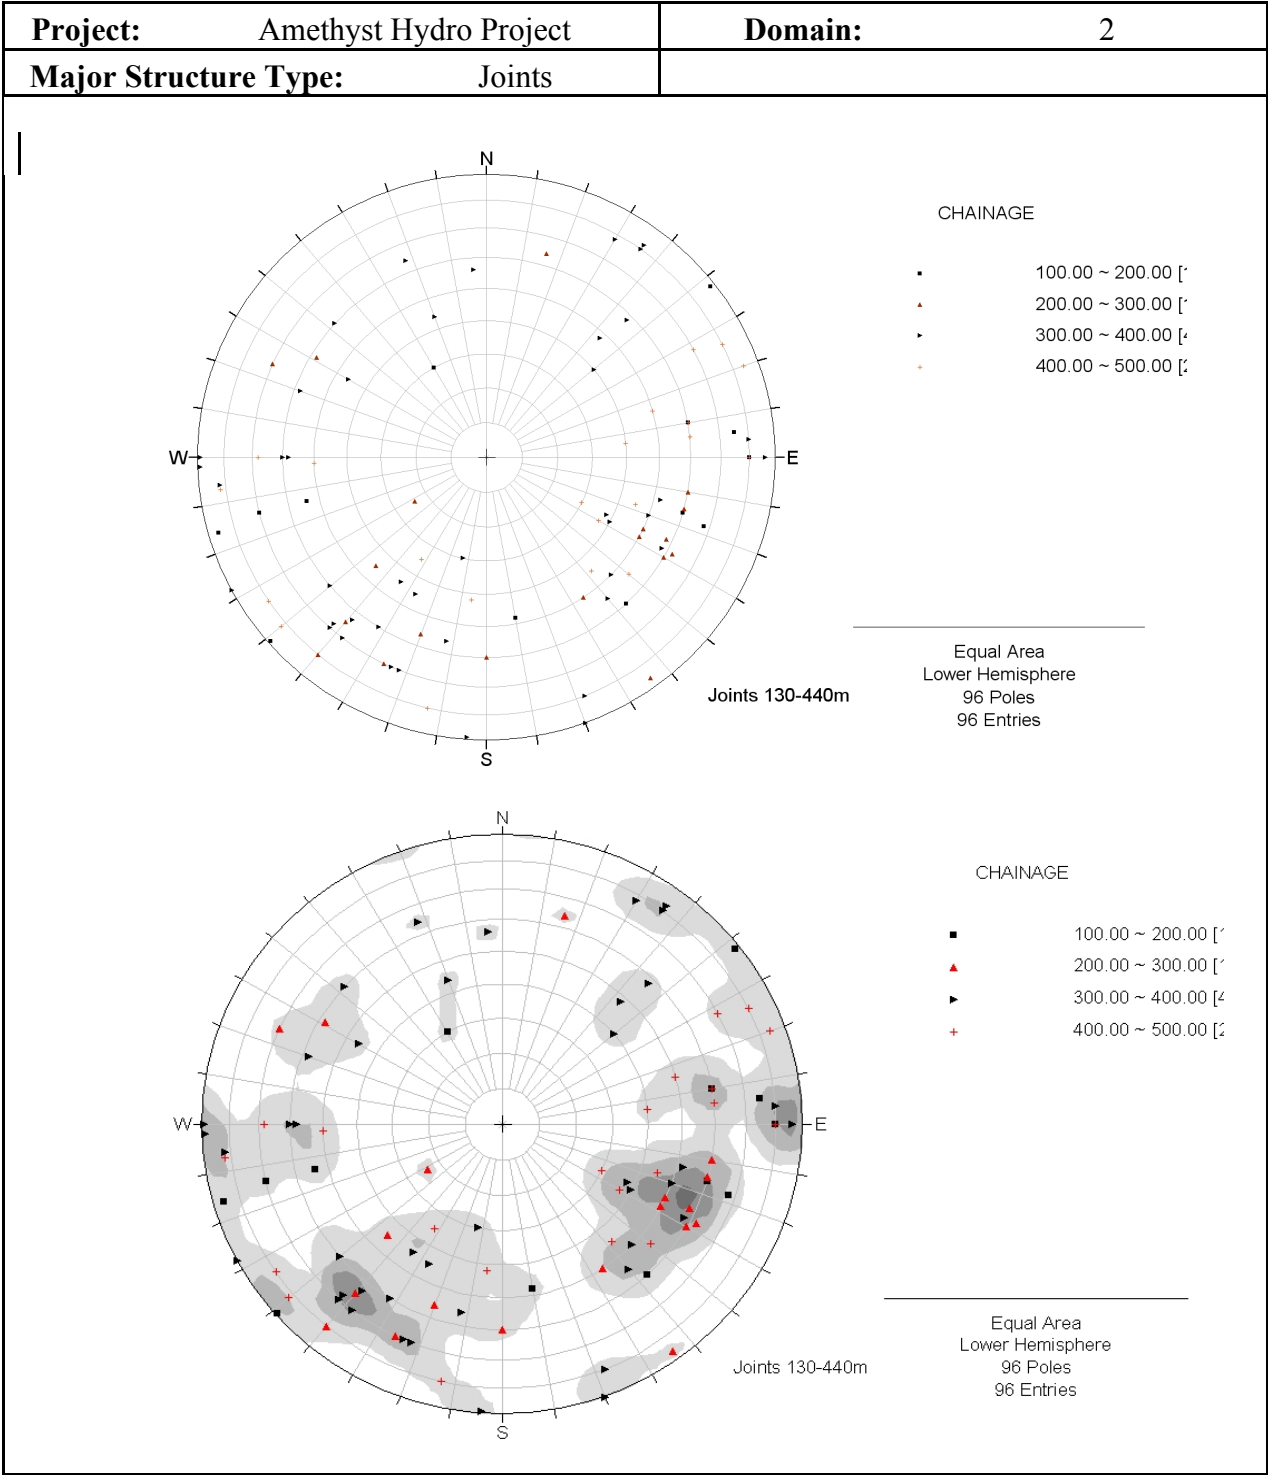 Project: Amethyst Hydro Project Domain: 2
Major Structure Type: Joints
N
CHAINAGE
100.00 ~ 200.00 [
200.00 ~ 300.00 [
300.00 ~ 400.00 [
400.00 ~ 500.00 [
W
E
S
Joints 130-440m
Equal Area
Lower Hemisphere
96 Poles
96 Entries
N
CHAINAGE
100.00 ~ 200.00 [
200.00 ~ 300.00 [
300.00 ~ 400.00 [4
400.00 ~ 500.00 [2
W
E
S
Joints 130-440m
Equal Area
Lower Hemisphere
96 Poles
96 Entries